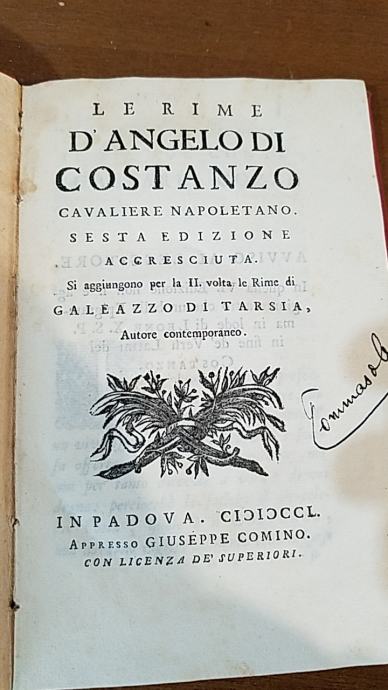 LE RIME
D'ANGELO DI
COSTANZO
CAVALIERE NAPOLETANO.
SESTA EDIZIONE
ACCRESCIUTA.
Si aggiungono per la II. volta le Rime di
GALEAZZO DI TARSIA,
Autore contemporaneo.
IN PADOVA. CIƆIƆCCL.
APPRESSO GIUSEPPE COMINO.
CON LICENZA DE' SUPERIORI.